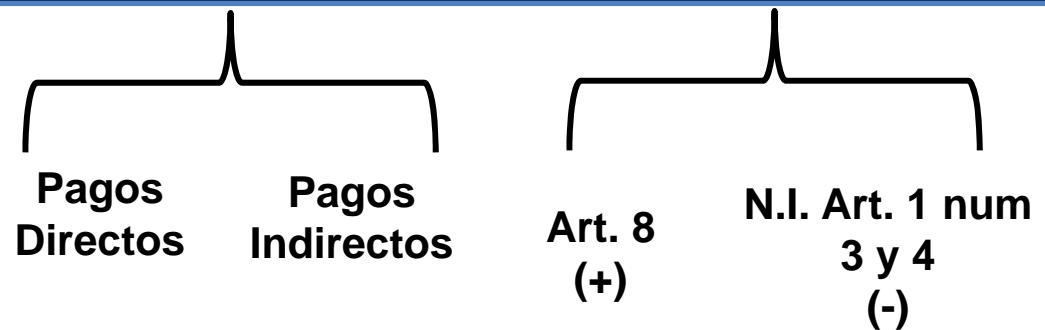 Pagos
Directos
Pagos
Indirectos
Art. 8
(+)
N.I. Art. 1 num
3 y 4
(-)